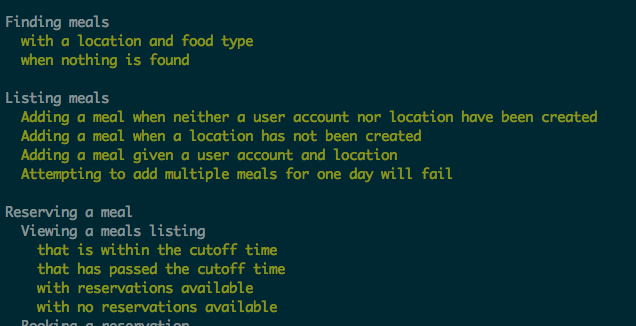 Finding meals
with a location and food type
when nothing is found
Listing meals
Adding a meal when neither a user account nor location have been created
Adding a meal when a location has not been created
Adding a meal given a user account and location
Attempting to add multiple meals for one day will fail
Reserving a meal
Viewing a meals listing
that is within the cutoff time
that has passed the cutoff time
with reservations available
with no reservations available
Booking a reservation